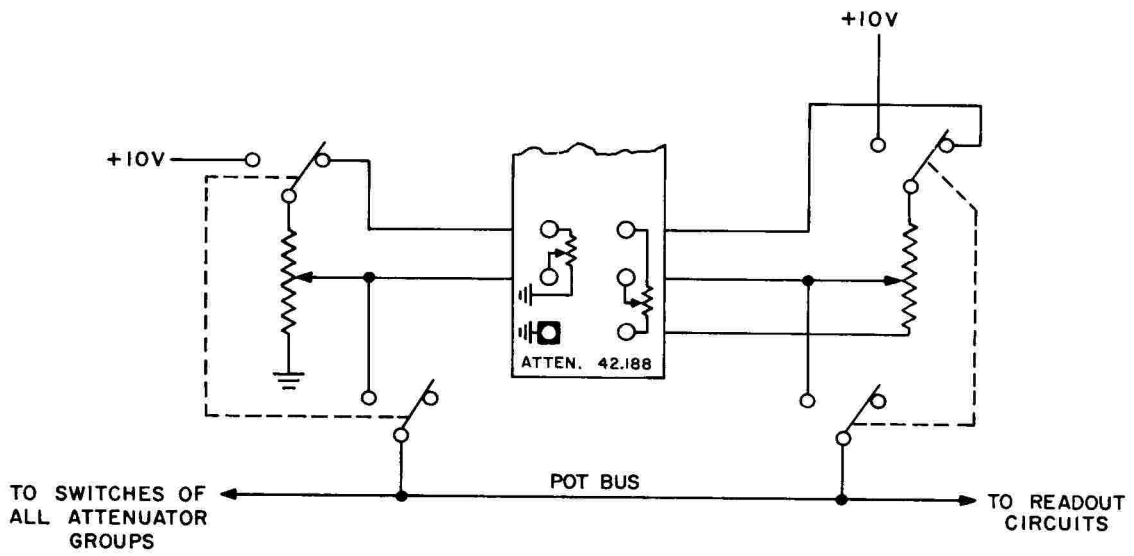 +10V
+10V
ATTEN. 42.188
POT BUS
TO SWITCHES OF
ALL ATTENUATOR
GROUPS
TO READOUT
CIRCUITS